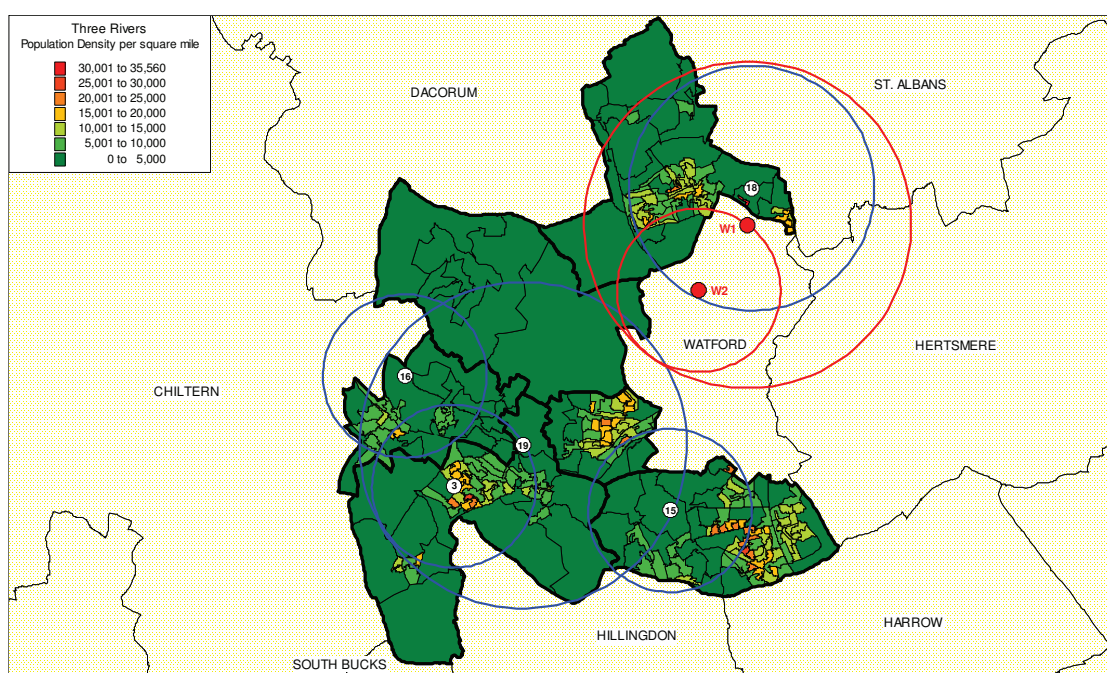 Three Rivers
Population Density per square mile
30,001 to 35,560
25,001 to 30,000
20,001 to 25,000
15,001 to 20,000
10,001 to 15,000
5,001 to 10,000
0 to 5,000
DACORUM
ST. ALBANS
18
W1
W2
WATFORD
HERTSMERE
16
CHILTERN
19
3
15
HARROW
HILLINGDON
SOUTH BUCKS